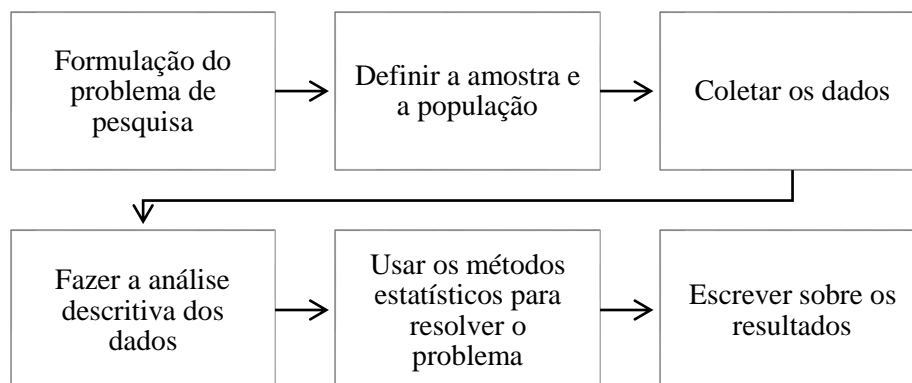 Formulação do
problema de
pesquisa
Definir a amostra e
a população
Coletar os dados
Fazer a análise
descritiva dos
dados
Usar os métodos
estatísticos para
resolver o
problema
Escrever sobre os
resultados